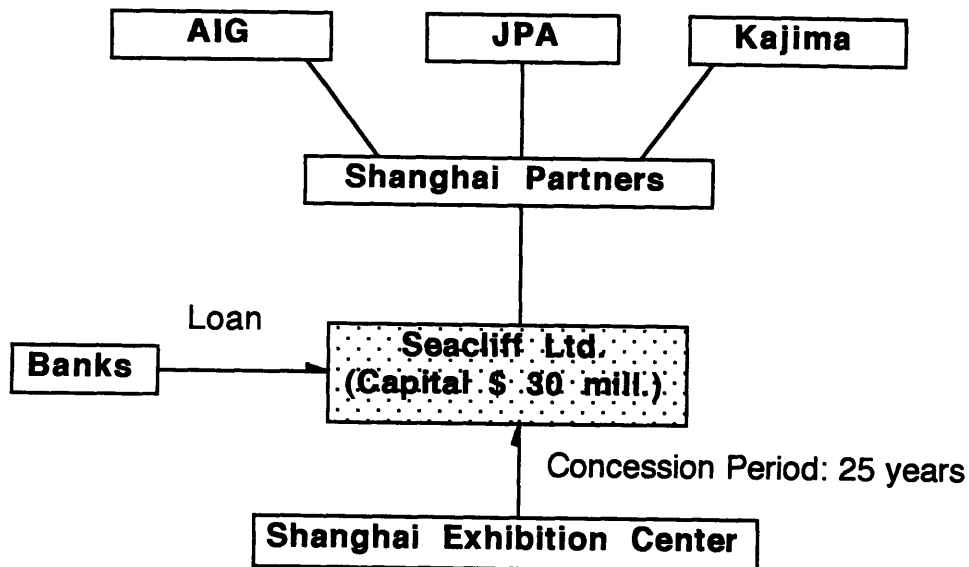 AIG
JPA
Kajima
Shanghai Partners
Loan
Banks
Seacliff Ltd.
(Capital $ 30 mill.)
Concession Period: 25 years
Shanghai Exhibition Center